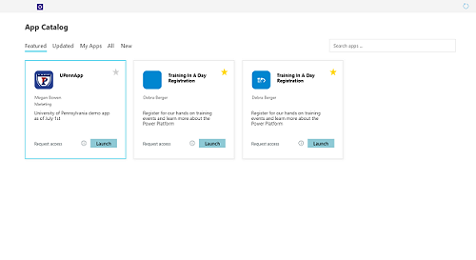 App Catalog
Featured Updated My Apps All New
Search apps ...
UPennApp
Megan Bowen
Marketing
University of Pennsylvania demo app
as of July 1st
Request access
Launch
Training In A Day
Registration
Debra Berger
Register for our hands on training
events and learn more about the
Power Platform
Request access
Launch
Training In A Day
Registration
Debra Berger
Register for our hands on training
events and learn more about the
Power Platform
Request access
Launch